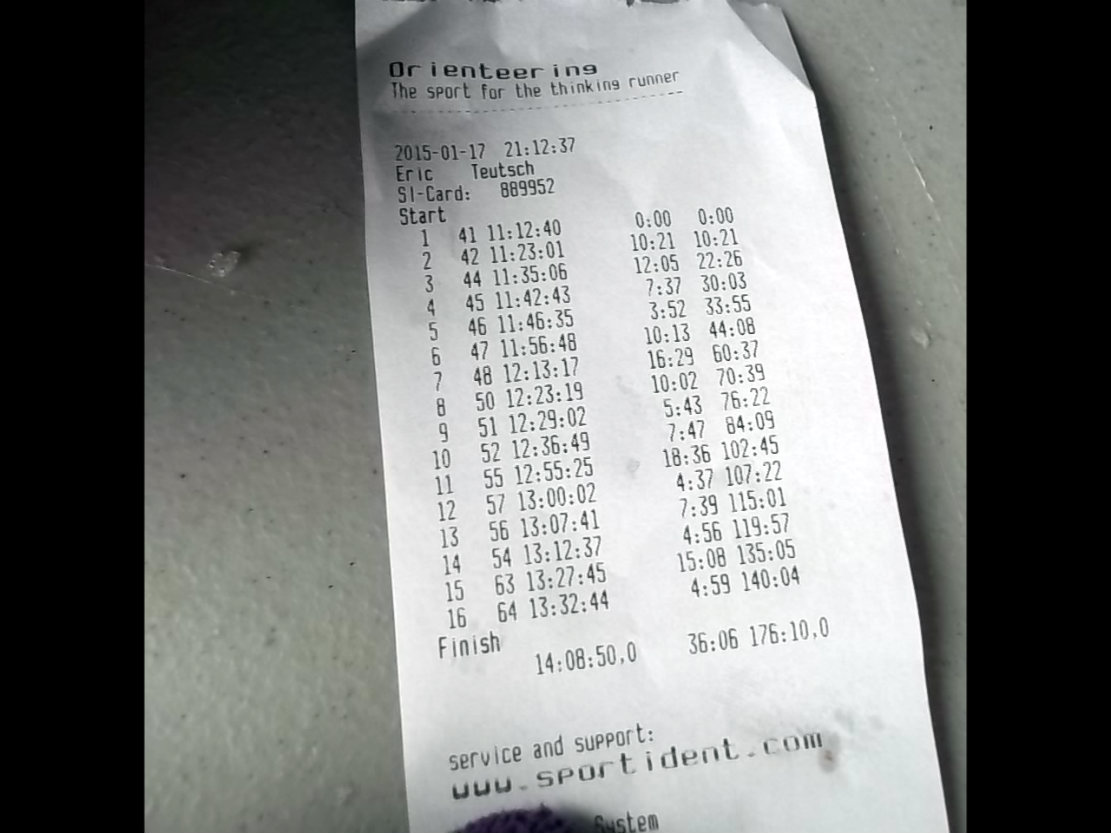 Orienteering
The sport for the thinking runner
2015-01-17 21:12:37
Eric Teutsch
SI-Card: 889952
Start
1 41 11:12:40 0:00 0:00
2 42 11:23:01 10:21 10:21
3 44 11:35:06 12:05 22:26
4 45 11:42:43 7:37 30:03
5 46 11:46:35 3:52 33:55
6 47 11:56:48 10:13 44:08
7 48 12:13:17 16:29 60:37
8 50 12:23:19 10:02 70:39
9 51 12:29:02 5:43 76:22
10 52 12:36:49 7:47 84:09
11 55 12:55:25 18:36 102:45
12 57 13:00:02 4:37 107:22
13 56 13:07:41 7:39 115:01
14 54 13:12:37 4:56 119:57
15 63 13:27:45 15:08 135:05
16 64 13:32:44 4:59 140:04
Finish
14:08:50,0 36:06 176:10,0
service and support:
www.sportident.com
System